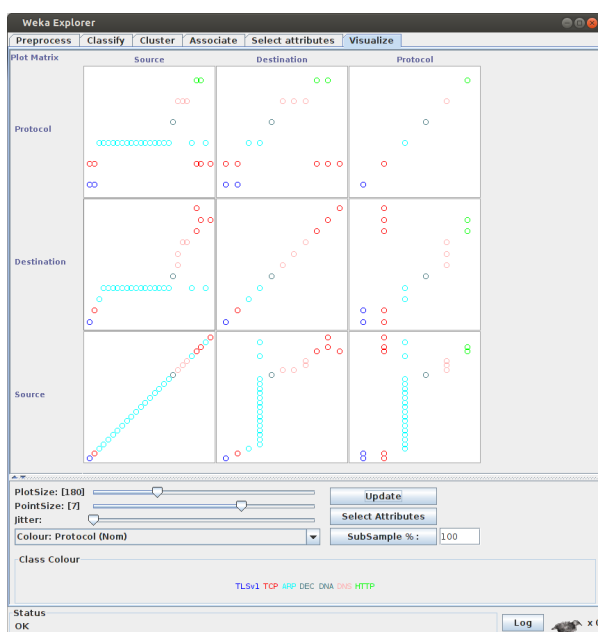 Weka Explorer
Preprocess Classify Cluster Associate Select attributes Visualize
Plot Matrix Source Destination Protocol
Protocol
Destination
Source
PlotSize: [180]
PointSize: [7]
Jitter:
Update
Select Attributes
Colour: Protocol (Nom)
SubSample % :
100
Class Colour
TLSv1 TCP ARP DEC DNA DNS HTTP
Status
OK
Log
x 0